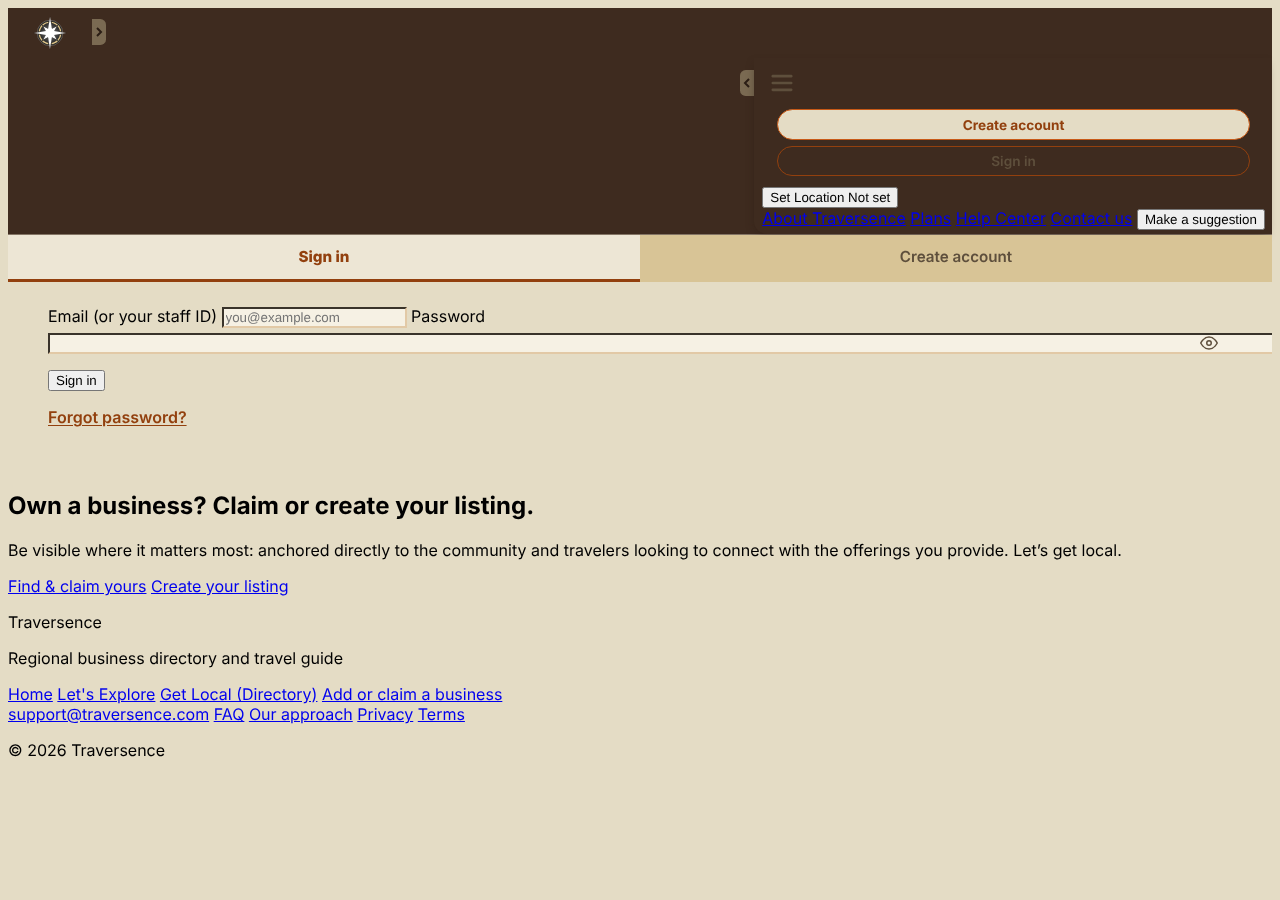 Create account
Sign in
Set Location Not set
About Traversence Plans Help Center Contact us Make a suggestion
Sign in Create account
Email (or your staff ID) you@example.com Password
Sign in
Forgot password?
Own a business? Claim or create your listing.
Be visible where it matters most: anchored directly to the community and travelers looking to connect with the offerings you provide. Let’s get local.
Find & claim yours Create your listing
Traversence
Regional business directory and travel guide
Home Let's Explore Get Local (Directory) Add or claim a business
support@traversence.com FAQ Our approach Privacy Terms
© 2026 Traversence